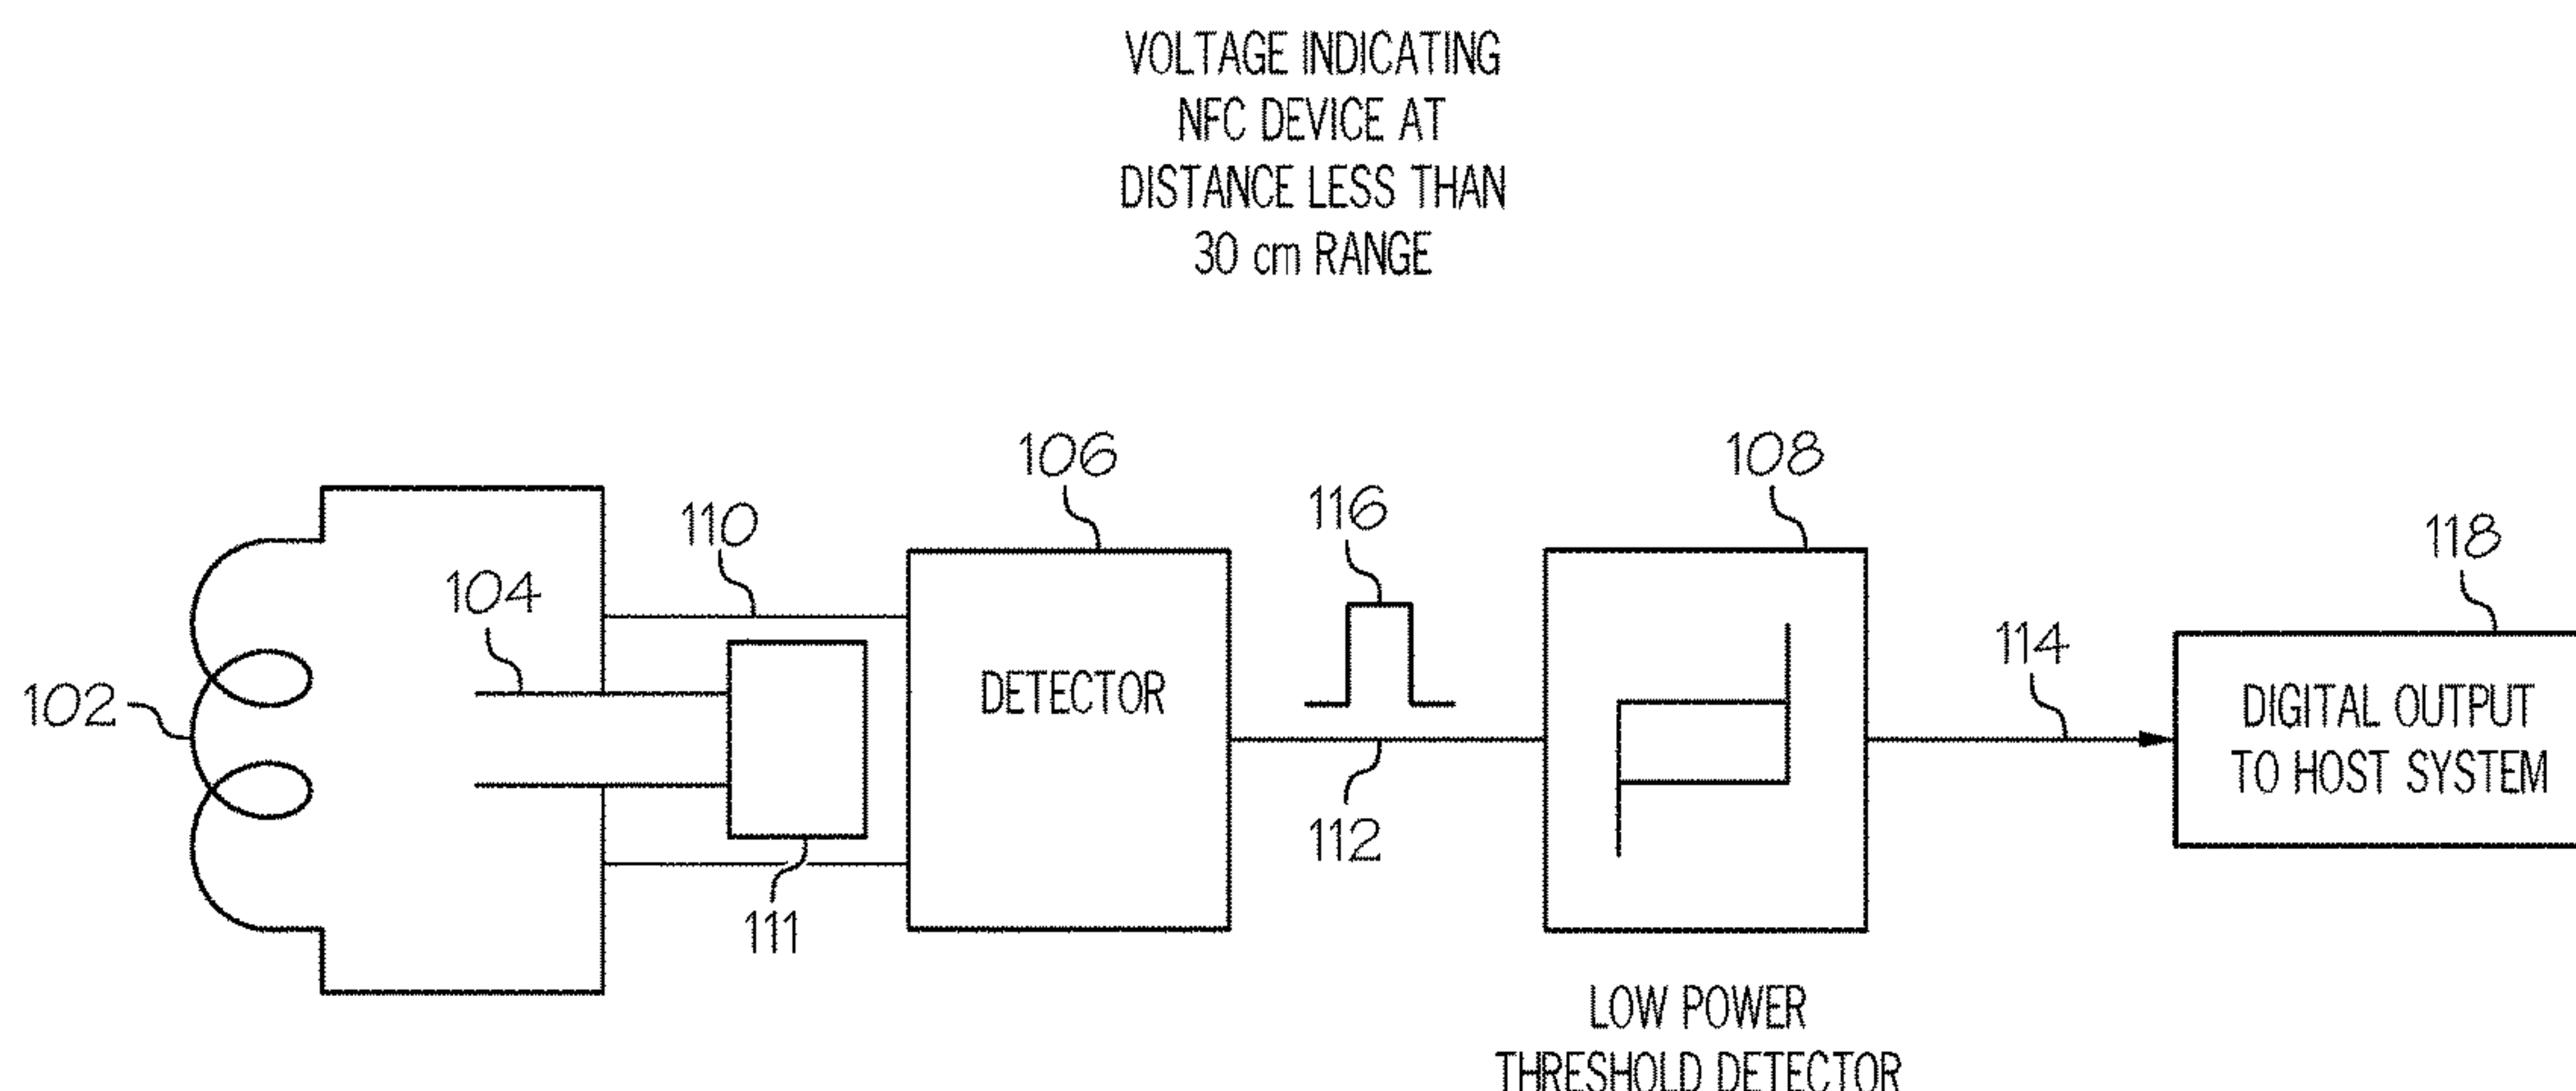 VOLTAGE INDICATING
NFC DEVICE AT
DISTANCE LESS THAN
30 cm RANGE
106
108
116
110
118
104
114
102
DETECTOR
DIGITAL OUTPUT
TO HOST SYSTEM
112
111
LOW POWER
THRESHOLD DETECTOR